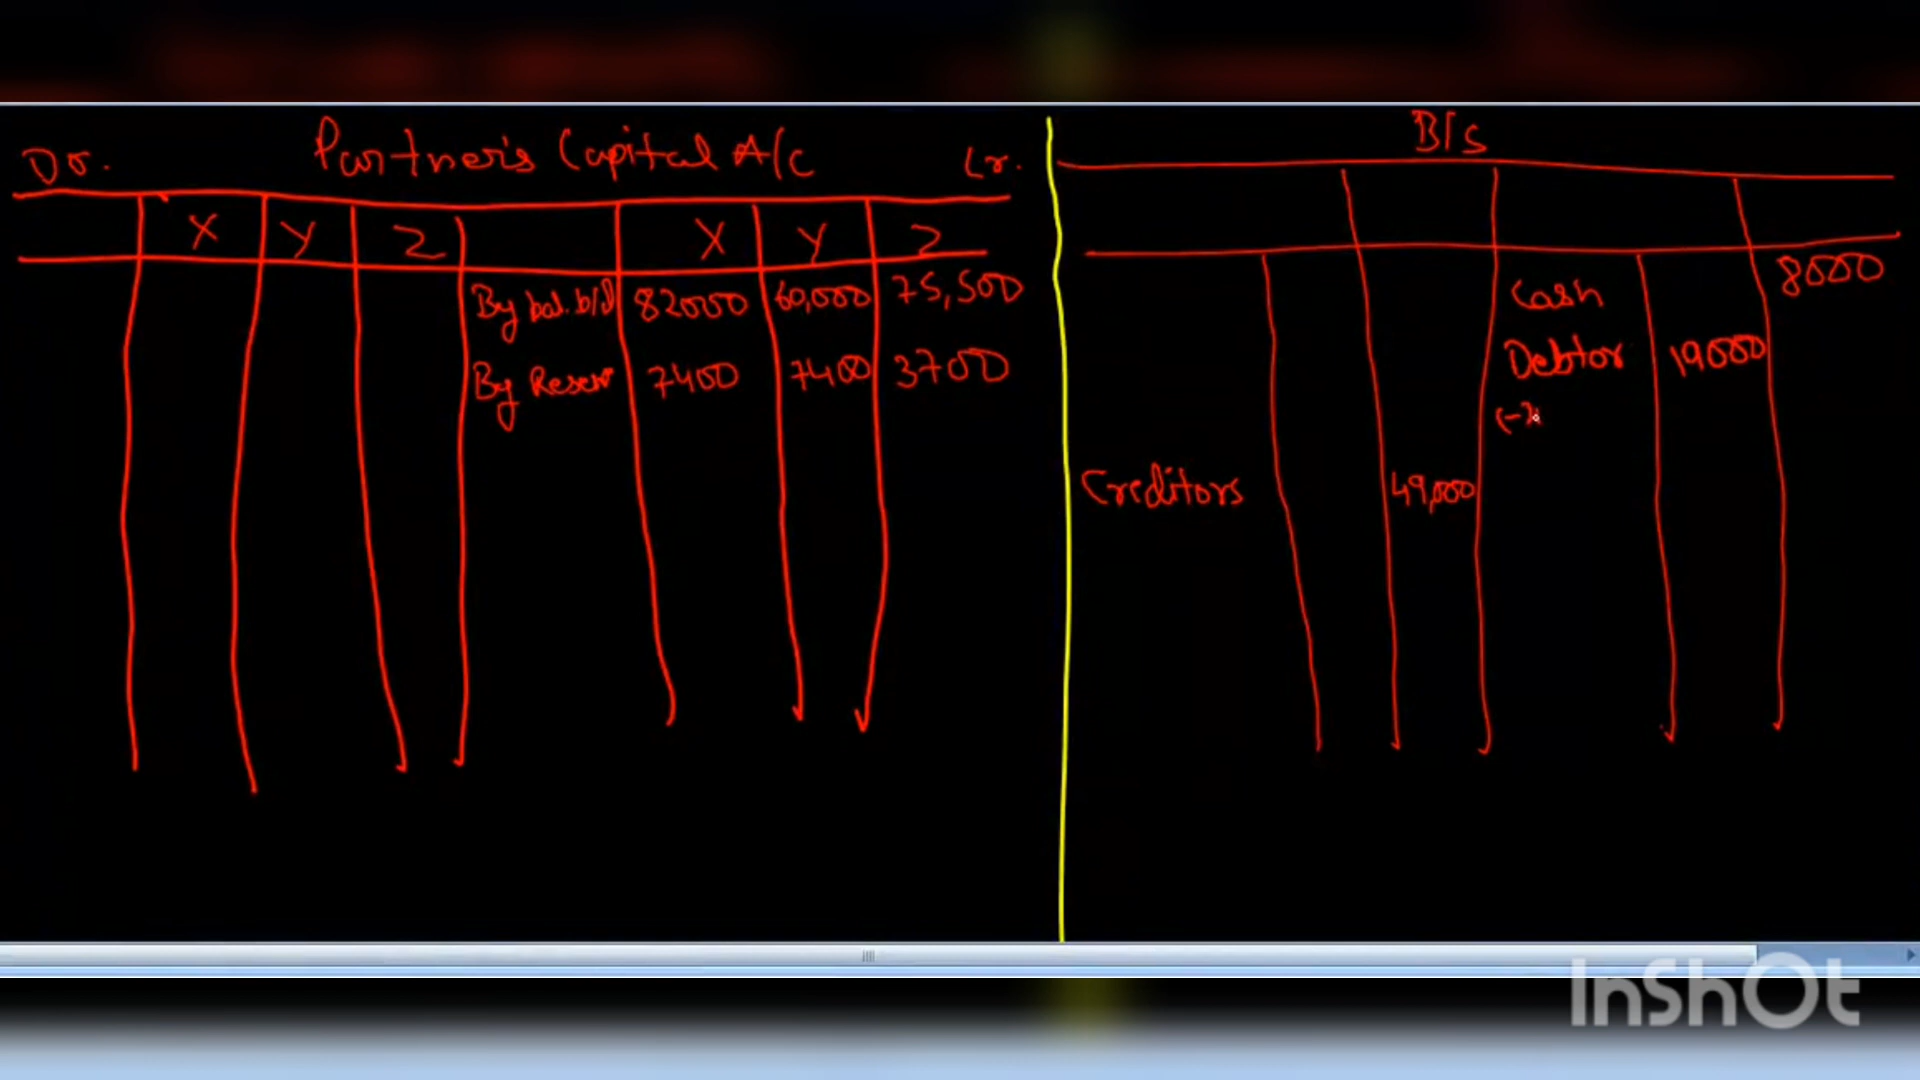 Dr. Partner's Capital A/c Cr.
X Y Z X Y Z
By bal. b/d 82000 60,000 75,500
By Reser 7400 7400 3700
B/s
Cash 8000
Debtor 19000
(-)
Creditors 49,000
InShOt